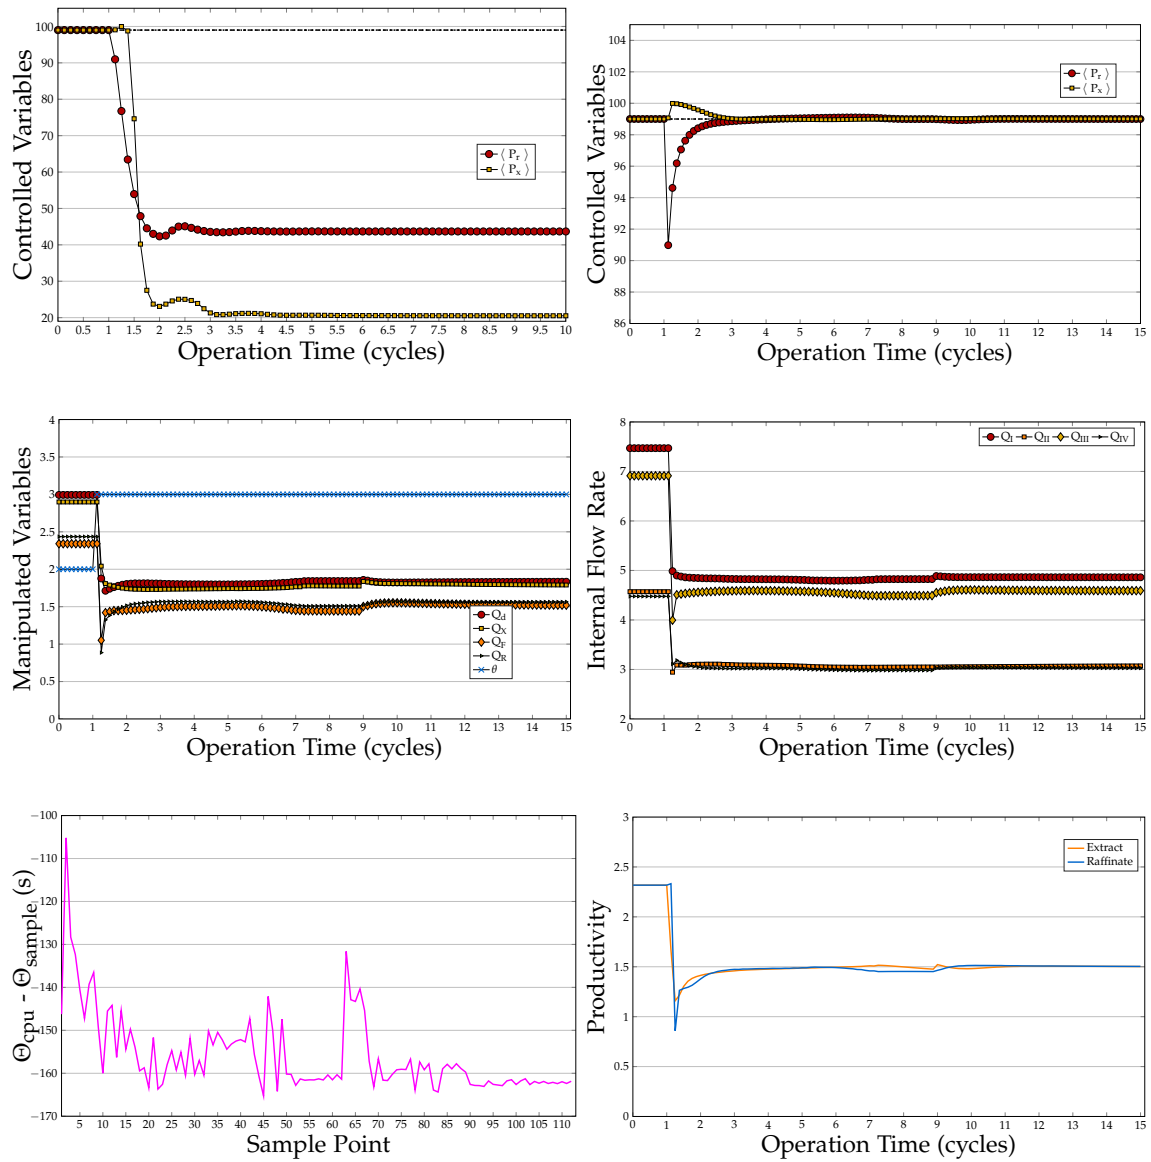 100
90
80
70
60
50
40
30
20
0 0.5 1 1.5 2 2.5 3 3.5 4 4.5 5 5.5 6 6.5 7 7.5 8 8.5 9 9.5 10
Controlled Variables
Operation Time (cycles)
⟨ Pr ⟩
⟨ Px ⟩
104
102
100
98
96
94
92
90
88
86
0 1 2 3 4 5 6 7 8 9 10 11 12 13 13 14 15
Controlled Variables
Operation Time (cycles)
⟨ Pr ⟩
⟨ Px ⟩
4
3.5
3
2.5
2
1.5
1
0.5
0
0 1 2 3 4 5 6 7 8 9 10 11 12 13 13 14 15
Manipulated Variables
Operation Time (cycles)
Qd
QX
QF
QR
θ
8
7
6
5
4
3
2
0 1 2 3 4 5 6 7 8 9 10 11 12 13 13 14 15
Internal Flow Rate
Operation Time (cycles)
QI QII QIII QIV
−100
−110
−120
−130
−140
−150
−160
−170
5 10 15 20 25 30 35 40 45 50 55 60 65 70 75 80 85 90 95 100 110
Θcpu - Θsample (s)
Sample Point
3
2.5
2
1.5
1
0.5
0
0 1 2 3 4 5 6 7 8 9 10 11 12 13 13 14 15
Productivity
Operation Time (cycles)
Extract
Raffinate